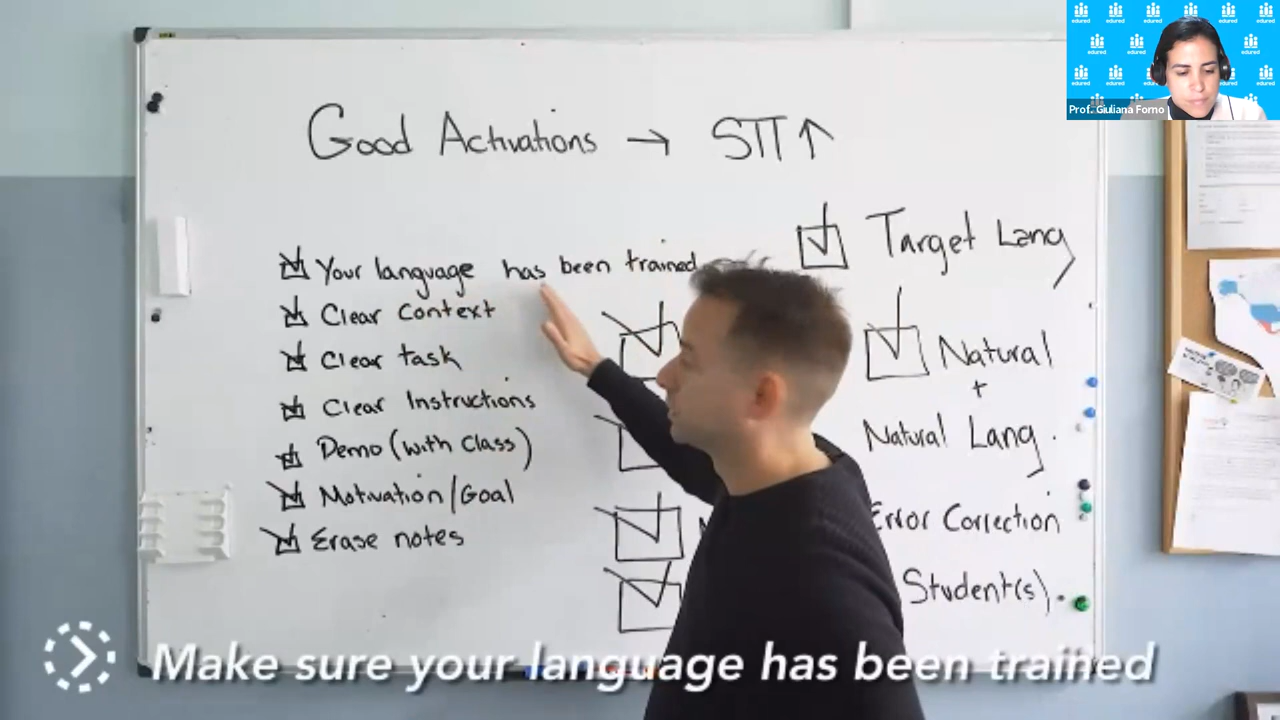 edured
Prof. Giuliana Forno
Good Activations → STT ↑
Your language has been trained
Clear Context
Clear task
Clear Instructions
Demo (with Class)
Motivation/Goal
Erase notes
Target Lang
Natural
+
Natural Lang.
Error Correction
Student(s).
Make sure your language has been trained